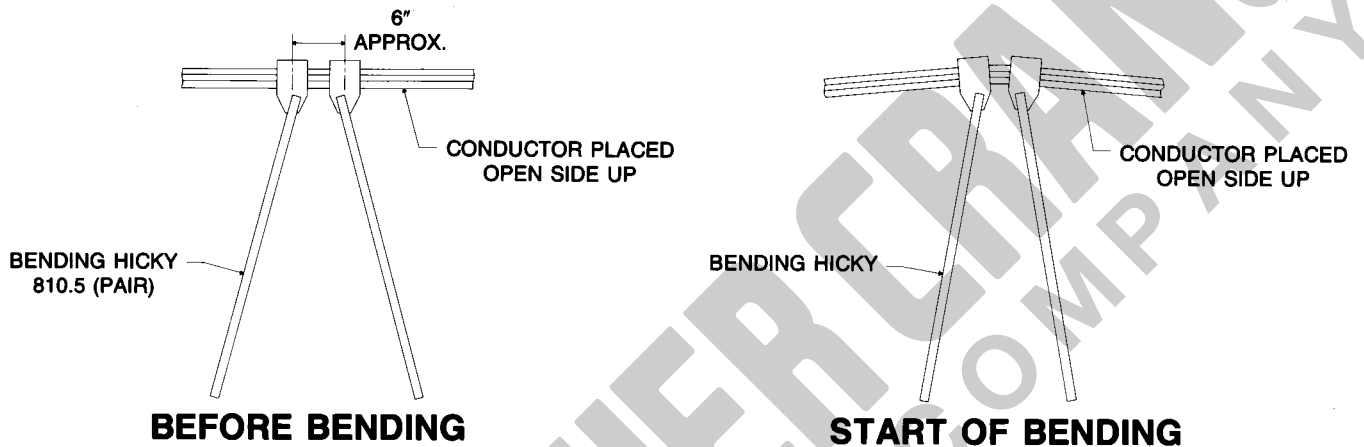 6"
APPROX.
CONDUCTOR PLACED
OPEN SIDE UP
BENDING HICKY
810.5 (PAIR)
BEFORE BENDING
CONDUCTOR PLACED
OPEN SIDE UP
BENDING HICKY
START OF BENDING
COMPANY